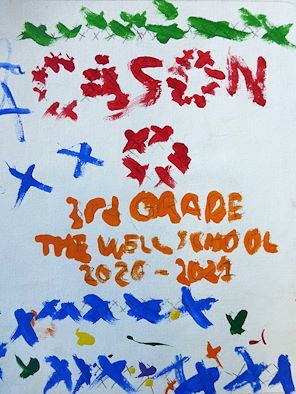 CASON
O
3rd GRADE
THE WELL SCHOOL
2020-2021